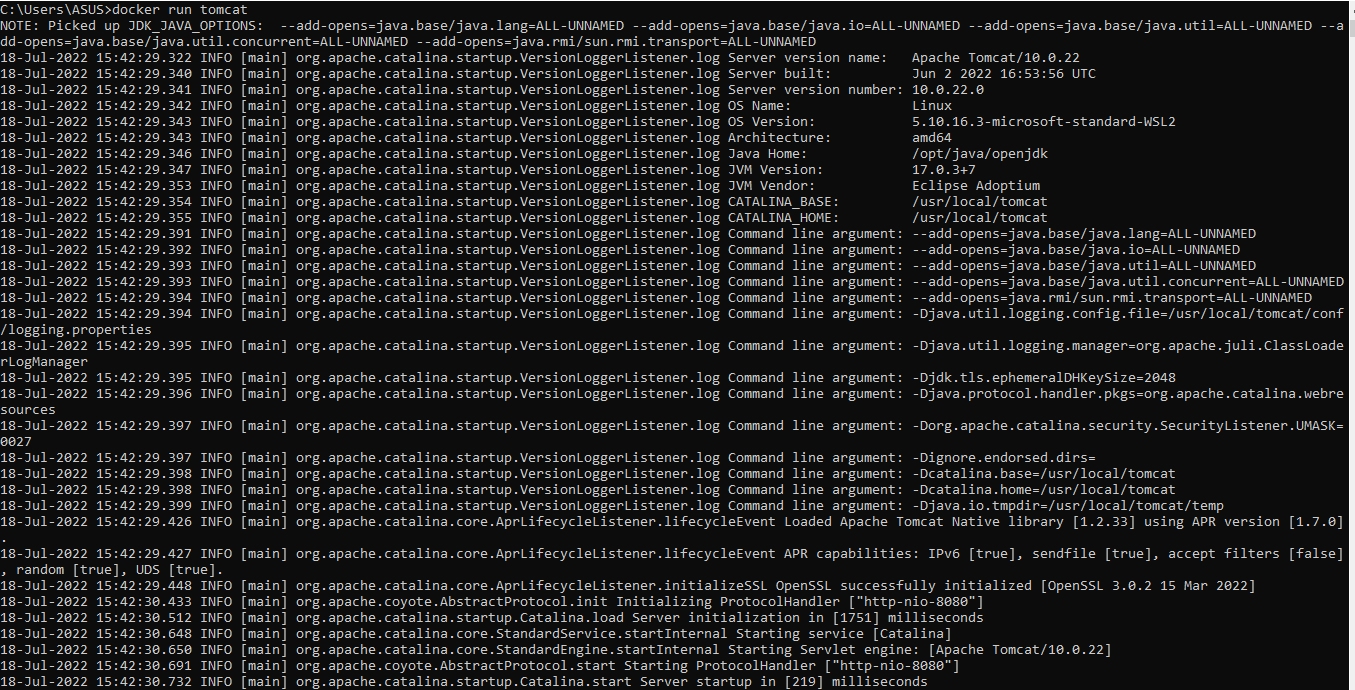 C:\Users\ASUS>docker run tomcat
NOTE: Picked up JDK_JAVA_OPTIONS:  --add-opens=java.base/java.lang=ALL-UNNAMED --add-opens=java.base/java.io=ALL-UNNAMED --add-opens=java.base/java.util=ALL-UNNAMED --a
dd-opens=java.base/java.util.concurrent=ALL-UNNAMED --add-opens=java.rmi/sun.rmi.transport=ALL-UNNAMED
18-Jul-2022 15:42:29.322 INFO [main] org.apache.catalina.startup.VersionLoggerListener.log Server version name:   Apache Tomcat/10.0.22
18-Jul-2022 15:42:29.340 INFO [main] org.apache.catalina.startup.VersionLoggerListener.log Server built:          Jun 2 2022 16:53:56 UTC
18-Jul-2022 15:42:29.341 INFO [main] org.apache.catalina.startup.VersionLoggerListener.log Server version number: 10.0.22.0
18-Jul-2022 15:42:29.342 INFO [main] org.apache.catalina.startup.VersionLoggerListener.log OS Name:               Linux
18-Jul-2022 15:42:29.343 INFO [main] org.apache.catalina.startup.VersionLoggerListener.log OS Version:            5.10.16.3-microsoft-standard-WSL2
18-Jul-2022 15:42:29.343 INFO [main] org.apache.catalina.startup.VersionLoggerListener.log Architecture:          amd64
18-Jul-2022 15:42:29.346 INFO [main] org.apache.catalina.startup.VersionLoggerListener.log Java Home:             /opt/java/openjdk
18-Jul-2022 15:42:29.347 INFO [main] org.apache.catalina.startup.VersionLoggerListener.log JVM Version:           17.0.3+7
18-Jul-2022 15:42:29.353 INFO [main] org.apache.catalina.startup.VersionLoggerListener.log JVM Vendor:            Eclipse Adoptium
18-Jul-2022 15:42:29.354 INFO [main] org.apache.catalina.startup.VersionLoggerListener.log CATALINA_BASE:         /usr/local/tomcat
18-Jul-2022 15:42:29.355 INFO [main] org.apache.catalina.startup.VersionLoggerListener.log CATALINA_HOME:         /usr/local/tomcat
18-Jul-2022 15:42:29.391 INFO [main] org.apache.catalina.startup.VersionLoggerListener.log Command line argument: --add-opens=java.base/java.lang=ALL-UNNAMED
18-Jul-2022 15:42:29.392 INFO [main] org.apache.catalina.startup.VersionLoggerListener.log Command line argument: --add-opens=java.base/java.io=ALL-UNNAMED
18-Jul-2022 15:42:29.393 INFO [main] org.apache.catalina.startup.VersionLoggerListener.log Command line argument: --add-opens=java.base/java.util=ALL-UNNAMED
18-Jul-2022 15:42:29.393 INFO [main] org.apache.catalina.startup.VersionLoggerListener.log Command line argument: --add-opens=java.base/java.util.concurrent=ALL-UNNAMED
18-Jul-2022 15:42:29.394 INFO [main] org.apache.catalina.startup.VersionLoggerListener.log Command line argument: --add-opens=java.rmi/sun.rmi.transport=ALL-UNNAMED
18-Jul-2022 15:42:29.394 INFO [main] org.apache.catalina.startup.VersionLoggerListener.log Command line argument: -Djava.util.logging.config.file=/usr/local/tomcat/conf
/logging.properties
18-Jul-2022 15:42:29.395 INFO [main] org.apache.catalina.startup.VersionLoggerListener.log Command line argument: -Djava.util.logging.manager=org.apache.juli.ClassLoade
rLogManager
18-Jul-2022 15:42:29.395 INFO [main] org.apache.catalina.startup.VersionLoggerListener.log Command line argument: -Djdk.tls.ephemeralDHKeySize=2048
18-Jul-2022 15:42:29.396 INFO [main] org.apache.catalina.startup.VersionLoggerListener.log Command line argument: -Djava.protocol.handler.pkgs=org.apache.catalina.webre
sources
18-Jul-2022 15:42:29.397 INFO [main] org.apache.catalina.startup.VersionLoggerListener.log Command line argument: -Dorg.apache.catalina.security.SecurityListener.UMASK=
0027
18-Jul-2022 15:42:29.397 INFO [main] org.apache.catalina.startup.VersionLoggerListener.log Command line argument: -Dignore.endorsed.dirs=
18-Jul-2022 15:42:29.398 INFO [main] org.apache.catalina.startup.VersionLoggerListener.log Command line argument: -Dcatalina.base=/usr/local/tomcat
18-Jul-2022 15:42:29.398 INFO [main] org.apache.catalina.startup.VersionLoggerListener.log Command line argument: -Dcatalina.home=/usr/local/tomcat
18-Jul-2022 15:42:29.399 INFO [main] org.apache.catalina.startup.VersionLoggerListener.log Command line argument: -Djava.io.tmpdir=/usr/local/tomcat/temp
18-Jul-2022 15:42:29.426 INFO [main] org.apache.catalina.core.AprLifecycleListener.lifecycleEvent Loaded Apache Tomcat Native library [1.2.33] using APR version [1.7.0]
.
18-Jul-2022 15:42:29.427 INFO [main] org.apache.catalina.core.AprLifecycleListener.lifecycleEvent APR capabilities: IPv6 [true], sendfile [true], accept filters [false]
, random [true], UDS [true].
18-Jul-2022 15:42:29.448 INFO [main] org.apache.catalina.core.AprLifecycleListener.initializeSSL OpenSSL successfully initialized [OpenSSL 3.0.2 15 Mar 2022]
18-Jul-2022 15:42:30.433 INFO [main] org.apache.coyote.AbstractProtocol.init Initializing ProtocolHandler ["http-nio-8080"]
18-Jul-2022 15:42:30.512 INFO [main] org.apache.catalina.startup.Catalina.load Server initialization in [1751] milliseconds
18-Jul-2022 15:42:30.648 INFO [main] org.apache.catalina.core.StandardService.startInternal Starting service [Catalina]
18-Jul-2022 15:42:30.650 INFO [main] org.apache.catalina.core.StandardEngine.startInternal Starting Servlet engine: [Apache Tomcat/10.0.22]
18-Jul-2022 15:42:30.691 INFO [main] org.apache.coyote.AbstractProtocol.start Starting ProtocolHandler ["http-nio-8080"]
18-Jul-2022 15:42:30.732 INFO [main] org.apache.catalina.startup.Catalina.start Server startup in [219] milliseconds